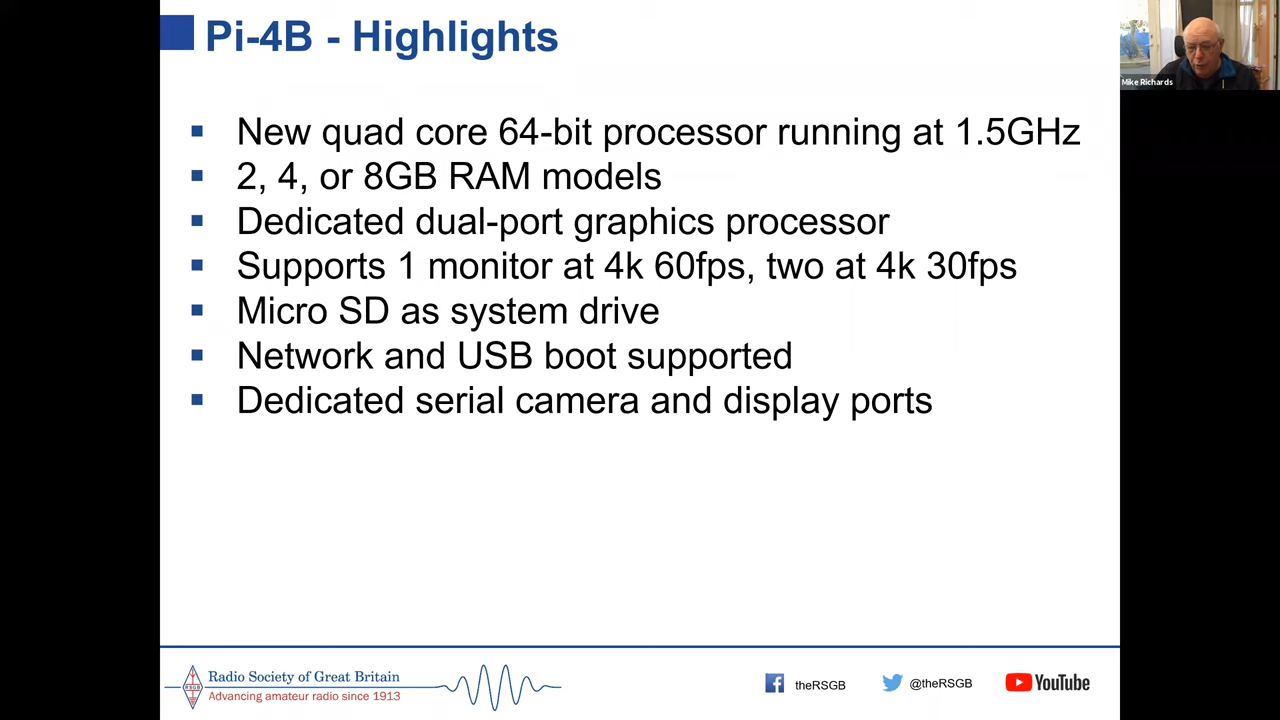 Pi-4B - Highlights
Mike Richards
New quad core 64-bit processor running at 1.5GHz
2, 4, or 8GB RAM models
Dedicated dual-port graphics processor
Supports 1 monitor at 4k 60fps, two at 4k 30fps
Micro SD as system drive
Network and USB boot supported
Dedicated serial camera and display ports
RSGB
Radio Society of Great Britain
Advancing amateur radio since 1913
theRSGB
@theRSGB
YouTube